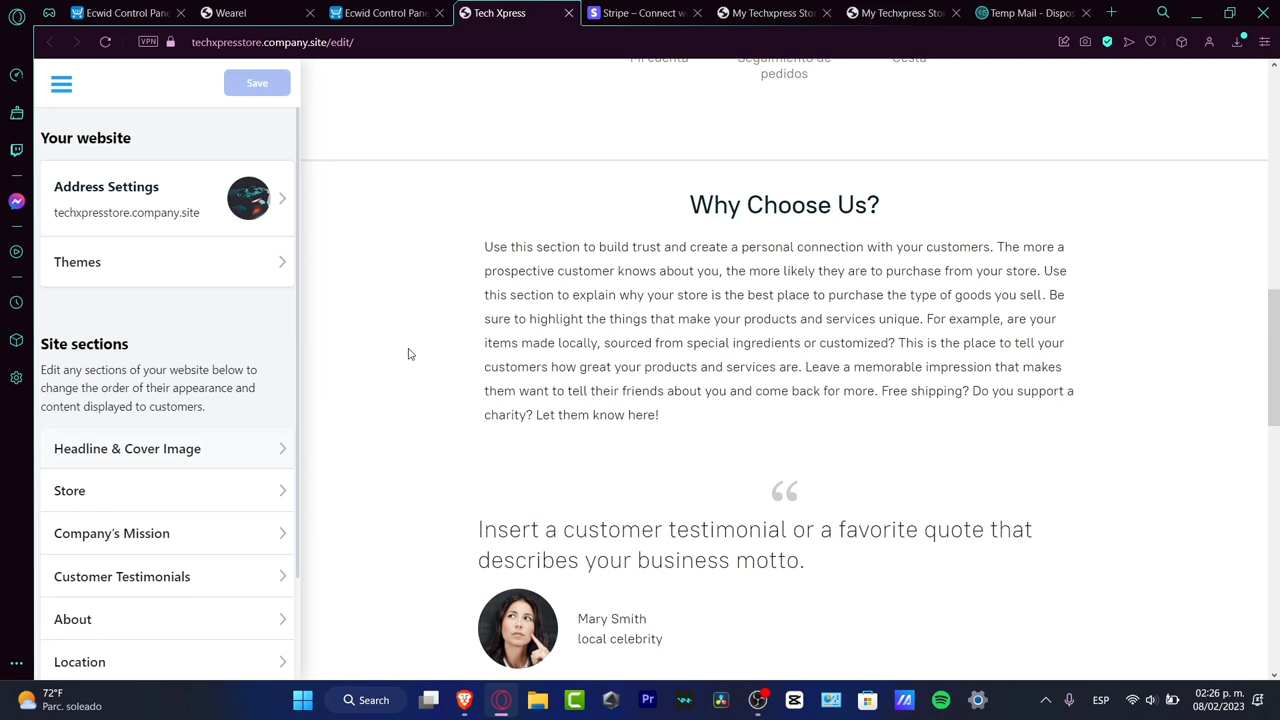 Ecwid Control Pane
Wearel
Ecwid Control Pane
Tech Xpress
Stripe – Connect w
My Techxpress Stor
My Techxpress Stor
Temp Mail - Dispos
VPN
techxpresstore.company.site/edit/
Save
Your website
Address Settings
techxpresstore.company.site
Themes
Site sections
Edit any sections of your website below to
change the order of their appearance and
content displayed to customers.
Headline & Cover Image
Store
Company's Mission
Customer Testimonials
About
Location
Mi cuenta
Seguimiento de
pedidos
Cesta
Why Choose Us?
Use this section to build trust and create a personal connection with your customers. The more a
prospective customer knows about you, the more likely they are to purchase from your store. Use
this section to explain why your store is the best place to purchase the type of goods you sell. Be
sure to highlight the things that make your products and services unique. For example, are your
items made locally, sourced from special ingredients or customized? This is the place to tell your
customers how great your products and services are. Leave a memorable impression that makes
them want to tell their friends about you and come back for more. Free shipping? Do you support a
charity? Let them know here!
“
Insert a customer testimonial or a favorite quote that
describes your business motto.
Mary Smith
local celebrity
72°F
Parc. soleado
Search
Pr
ESP
02:26 p. m.
08/02/2023